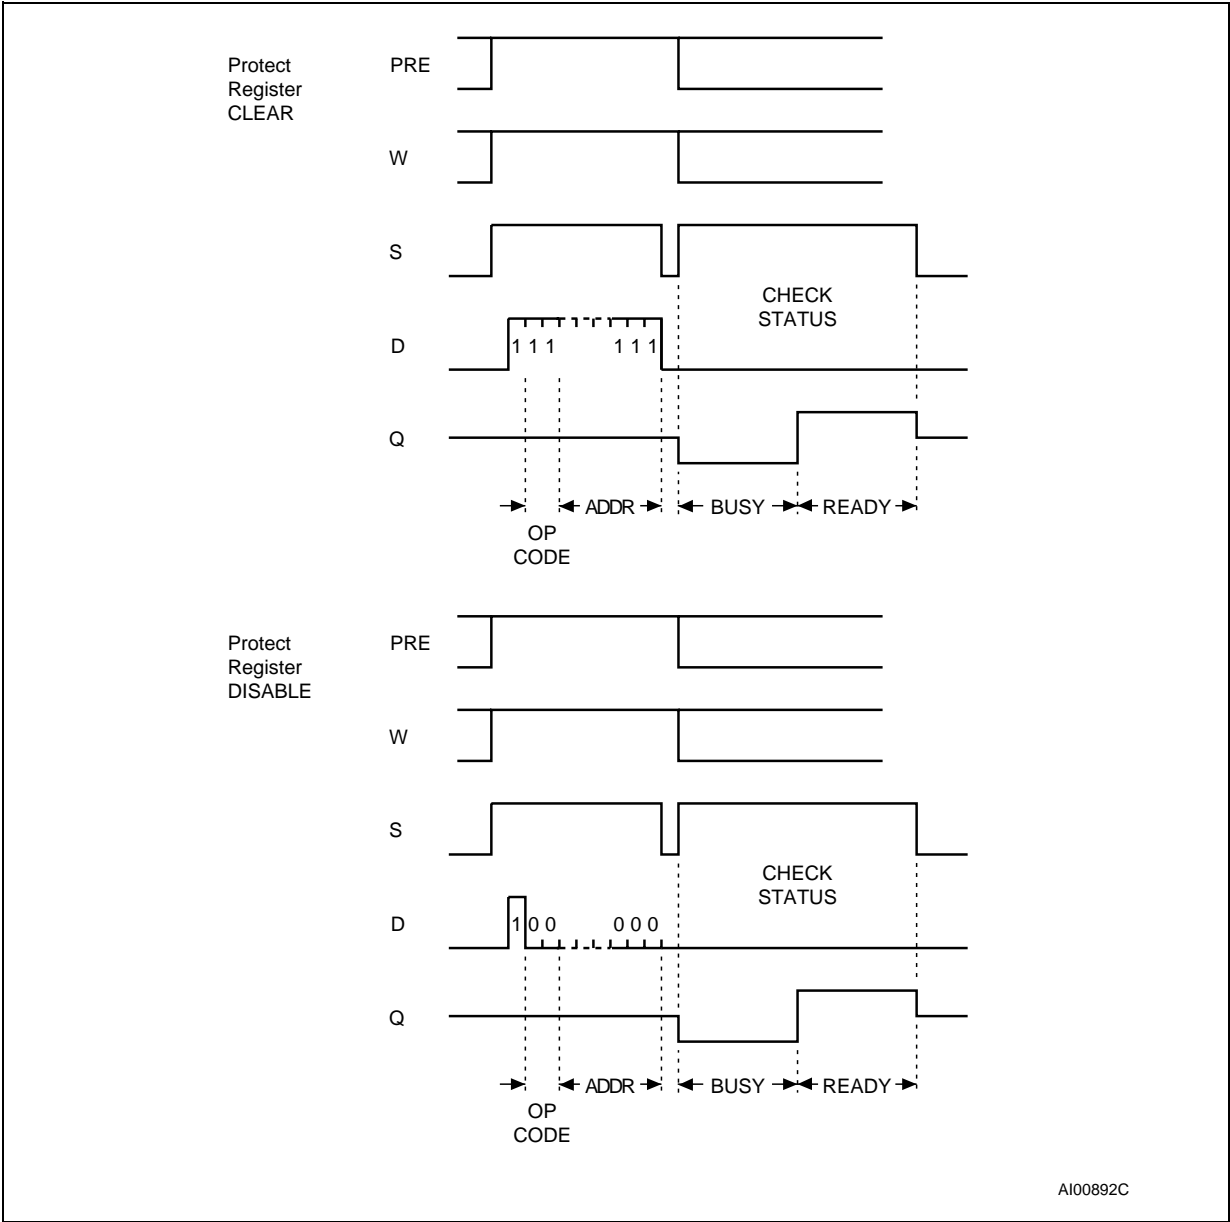 Protect
Register
CLEAR
PRE
W
S
CHECK
STATUS
D
1 1 1 1 1 1
Q
ADDR BUSY READY
OP
CODE
Protect
Register
DISABLE
PRE
W
S
CHECK
STATUS
D
1 0 0 0 0 0
Q
ADDR BUSY READY
OP
CODE
AI00892C